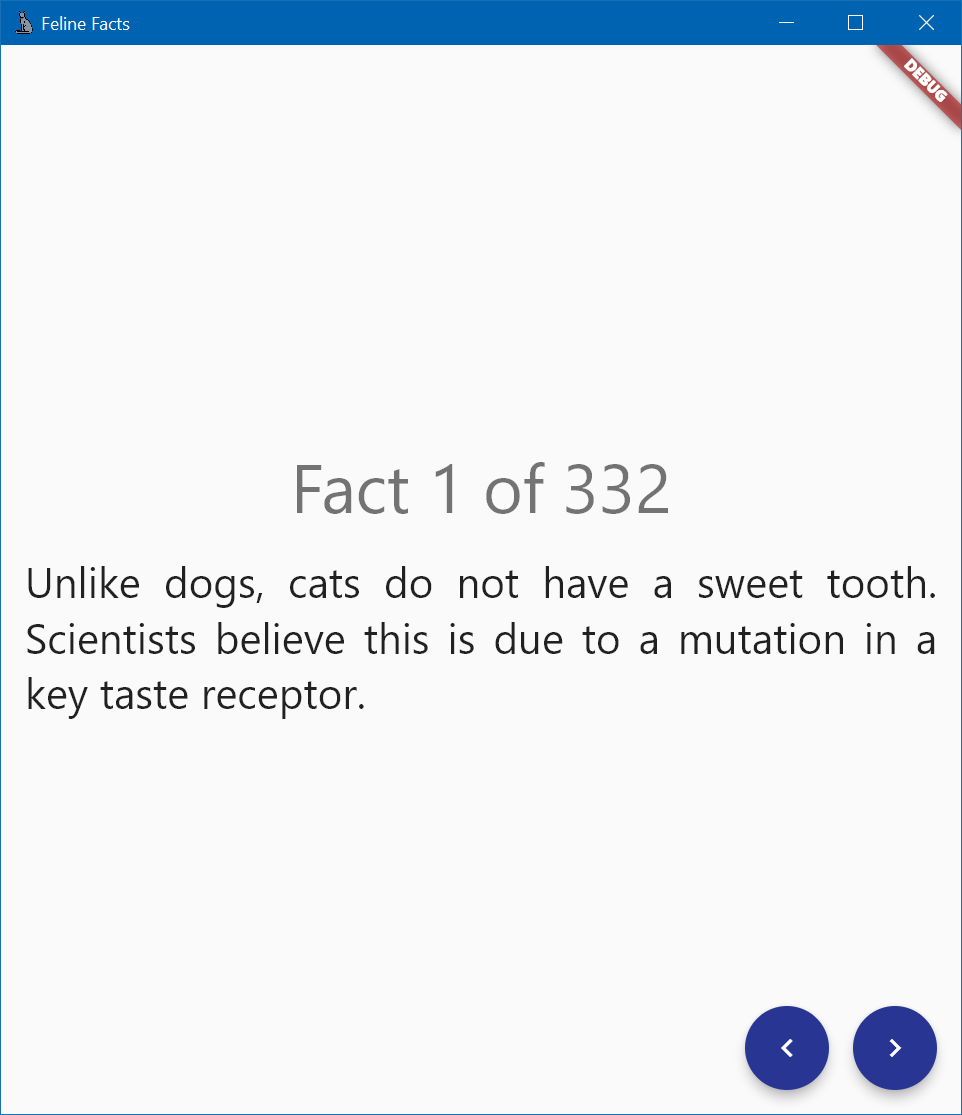 Feline Facts
DEBUG
Fact 1 of 332
Unlike dogs, cats do not have a sweet tooth.
Scientists believe this is due to a mutation in a
key taste receptor.